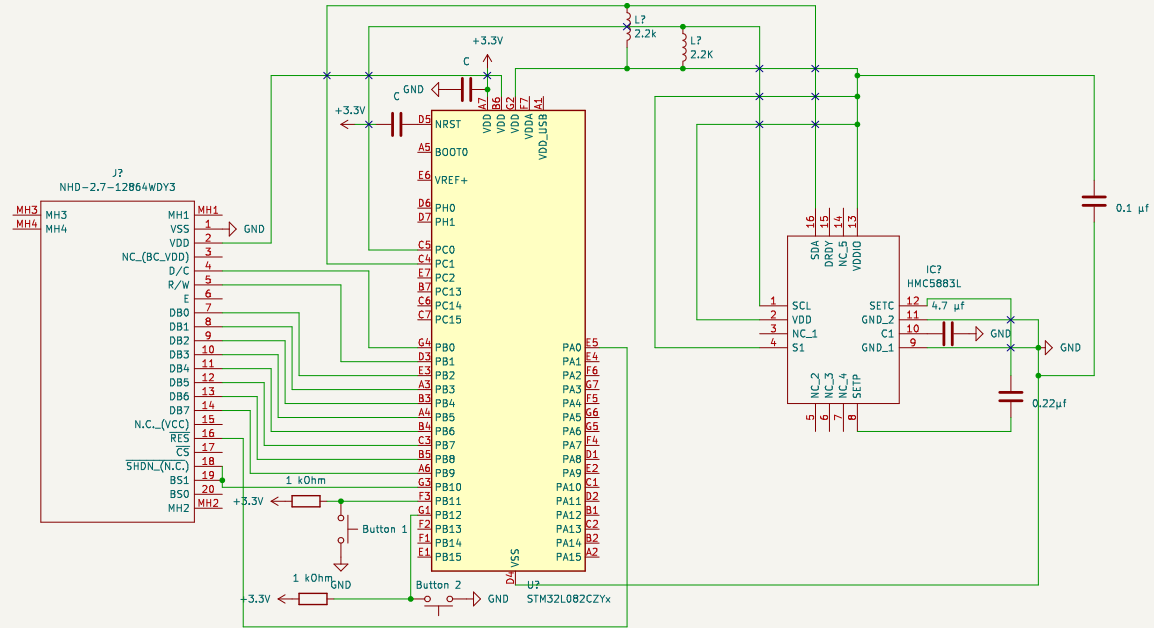 L?
2.2k
L?
2.2K
+3.3V
C
GND
C
+3.3V
A7
B6
G2
F7
A1
VDD
VDD
VDD
VDDA
VDD_USB
D5 NRST
A5 BOOT0
E6 VREF+
D6 PH0
D7 PH1
C5 PC0
C4 PC1
E7 PC2
B7 PC13
C6 PC14
C7 PC15
G4 PB0
D3 PB1
E3 PB2
A3 PB3
B3 PB4
A4 PB5
B4 PB6
C3 PB7
B5 PB8
A6 PB9
G3 PB10
F3 PB11
G1 PB12
F2 PB13
F1 PB14
E1 PB15
PA0 E5
PA1 E4
PA2 F6
PA3 G7
PA4 F5
PA5 G6
PA6 G5
PA7 F4
PA8 D1
PA9 E2
PA10 C1
PA11 D2
PA12 B1
PA13 C2
PA14 B2
PA15 A2
VSS
D4
U?
STM32L082CZYx
J?
NHD-2.7-12864WDY3
MH3 MH3
MH4 MH4
MH1 MH1
VSS 1
GND
VDD 2
NC_(BC_VDD) 3
D/C 4
R/W 5
E 6
DB0 7
DB1 8
DB2 9
DB3 10
DB4 11
DB5 12
DB6 13
DB7 14
N.C._(VCC) 15
RES 16
CS 17
SHDN_(N.C.) 18
BS1 19
BS0 20
MH2 MH2
1 kOhm
+3.3V
Button 1
GND
1 kOhm
+3.3V
Button 2
GND
IC?
HMC5883L
16
15
14
13
SDA
DRDY
NC_5
VDDIO
1 SCL
2 VDD
3 NC_1
4 S1
SETC 12
GND_2 11
C1 10
GND_1 9
NC_2
NC_3
NC_4
SETP
5
6
7
8
4.7 µf
GND
GND
0.22µf
0.1 µf